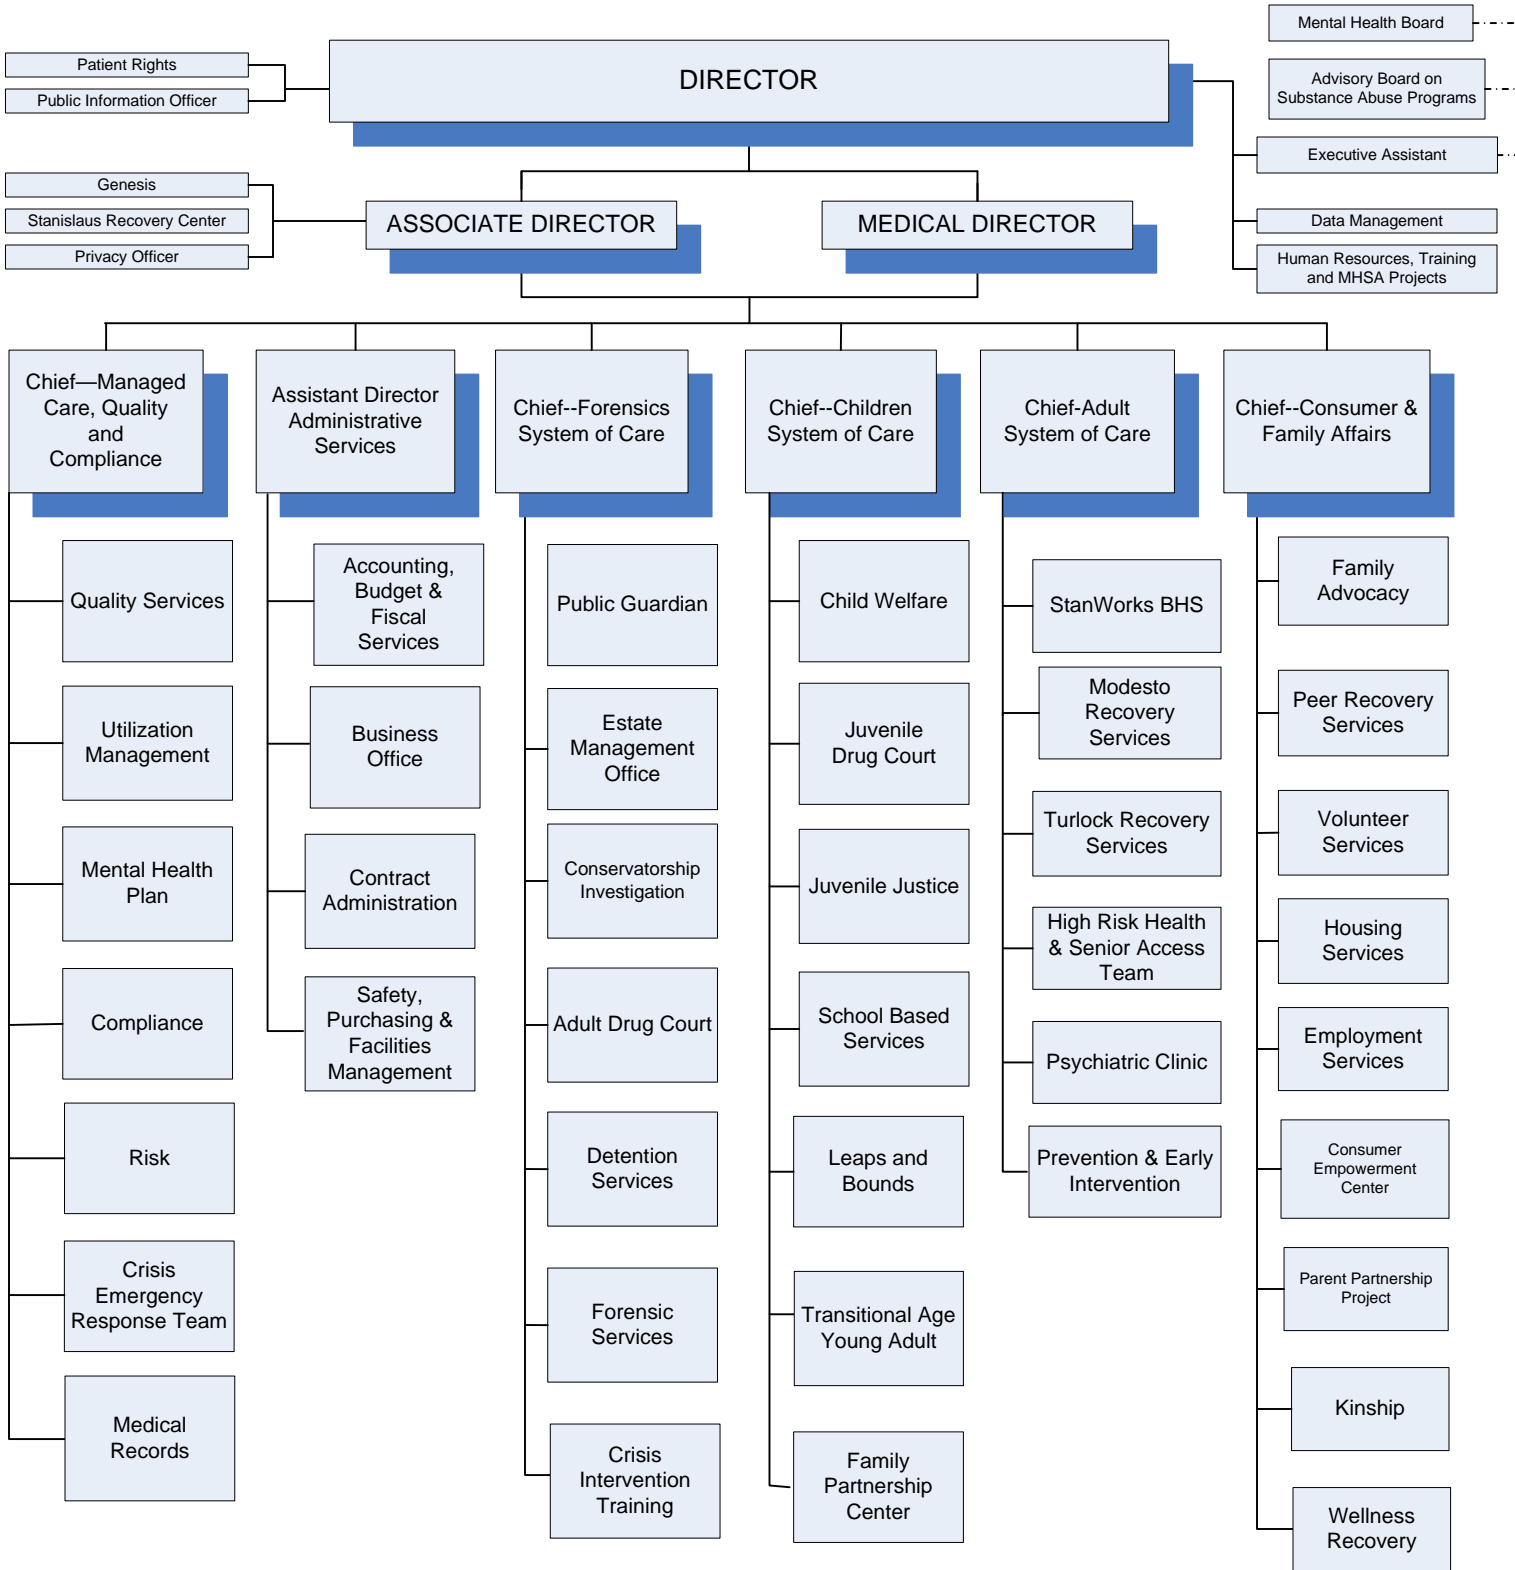 Mental Health Board
Patient Rights
Public Information Officer
DIRECTOR
Advisory Board on
Substance Abuse Programs
Executive Assistant
Genesis
Stanislaus Recovery Center
Privacy Officer
ASSOCIATE DIRECTOR
MEDICAL DIRECTOR
Data Management
Human Resources, Training
and MHSA Projects
Chief—Managed
Care, Quality
and
Compliance
Assistant Director
Administrative
Services
Chief--Forensics
System of Care
Chief--Children
System of Care
Chief-Adult
System of Care
Chief--Consumer &
Family Affairs
Quality Services
Utilization
Management
Mental Health
Plan
Compliance
Risk
Crisis
Emergency
Response Team
Medical
Records
Accounting,
Budget &
Fiscal
Services
Business
Office
Contract
Administration
Safety,
Purchasing &
Facilities
Management
Public Guardian
Estate
Management
Office
Conservatorship
Investigation
Adult Drug Court
Detention
Services
Forensic
Services
Crisis
Intervention
Training
Child Welfare
Juvenile
Drug Court
Juvenile Justice
School Based
Services
Leaps and
Bounds
Transitional Age
Young Adult
Family
Partnership
Center
StanWorks BHS
Modesto
Recovery
Services
Turlock Recovery
Services
High Risk Health
& Senior Access
Team
Psychiatric Clinic
Prevention & Early
Intervention
Family
Advocacy
Peer Recovery
Services
Volunteer
Services
Housing
Services
Employment
Services
Consumer
Empowerment
Center
Parent Partnership
Project
Kinship
Wellness
Recovery